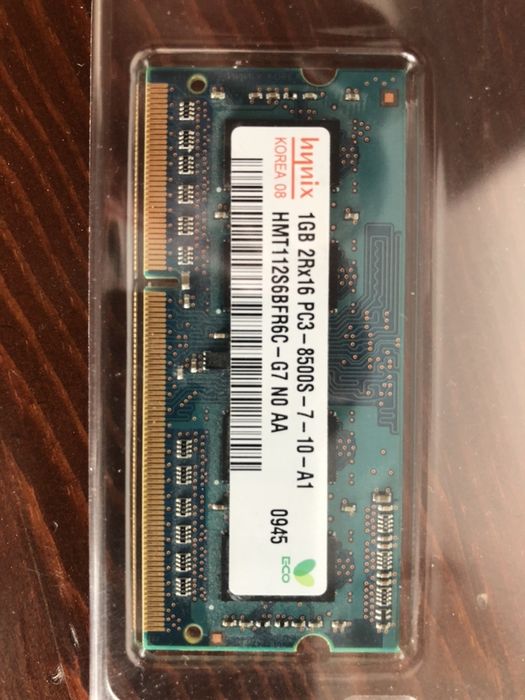 hynix
KOREA 08
1GB 2Rx16 PC3-8500S-7-10-A1
HMT112S6BFR6C-G7 N0 AA
0945
ECO